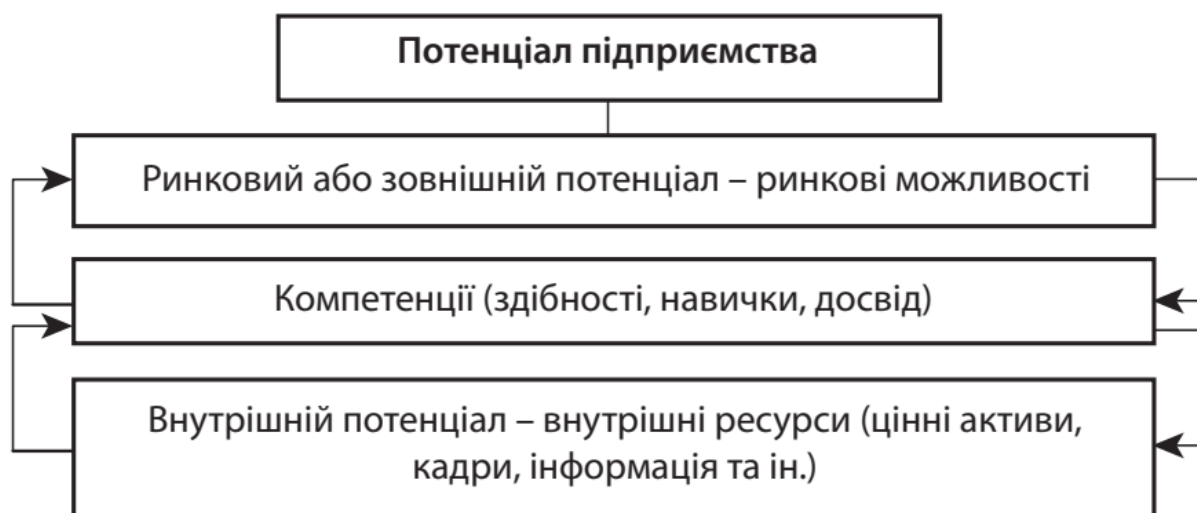 Потенціал підприємства
Ринковий або зовнішній потенціал – ринкові можливості
Компетенції (здібності, навички, досвід)
Внутрішній потенціал – внутрішні ресурси (цінні активи,
кадри, інформація та ін.)